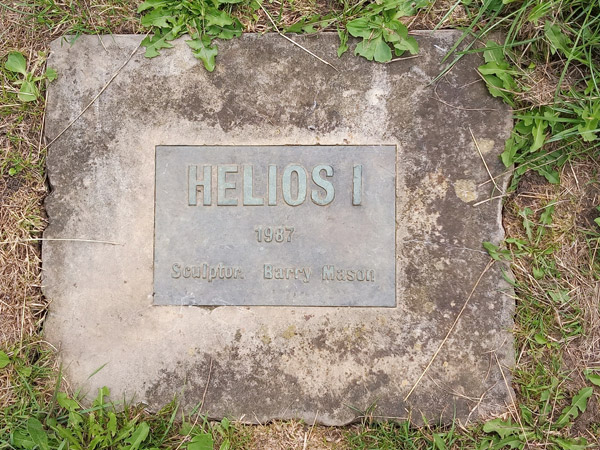 HELIOS I
1987
Sculptor. Barry Mason